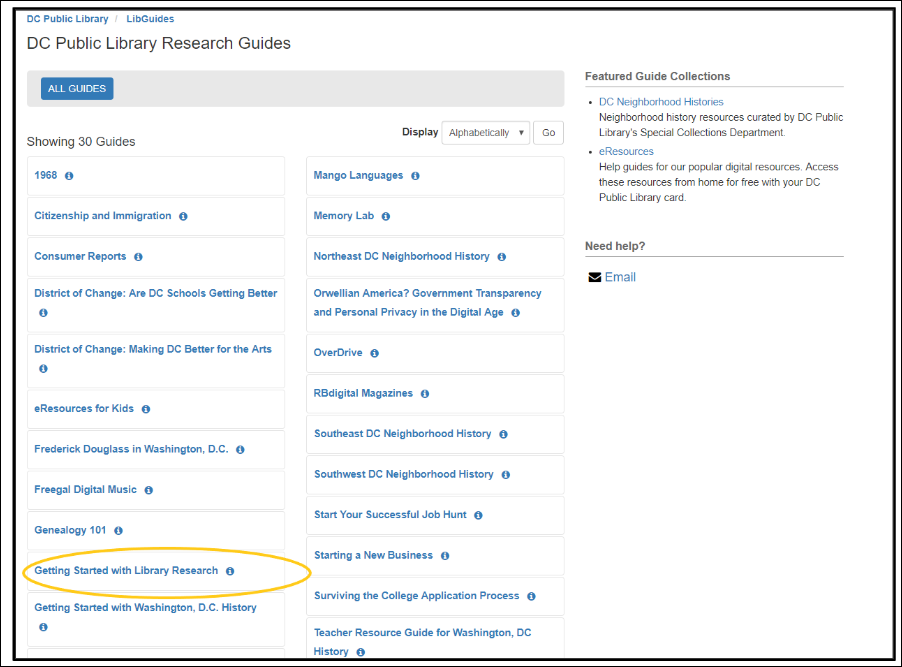 DC Public Library / LibGuides
DC Public Library Research Guides
ALL GUIDES
Display Alphabetically Go
Showing 30 Guides
1968
Citizenship and Immigration
Consumer Reports
District of Change: Are DC Schools Getting Better
District of Change: Making DC Better for the Arts
eResources for Kids
Frederick Douglass in Washington, D.C.
Freegal Digital Music
Genealogy 101
Getting Started with Library Research
Getting Started with Washington, D.C. History
Mango Languages
Memory Lab
Northeast DC Neighborhood History
Orwellian America? Government Transparency
and Personal Privacy in the Digital Age
OverDrive
RBdigital Magazines
Southeast DC Neighborhood History
Southwest DC Neighborhood History
Start Your Successful Job Hunt
Starting a New Business
Surviving the College Application Process
Teacher Resource Guide for Washington, DC
History
Featured Guide Collections
• DC Neighborhood Histories
Neighborhood history resources curated by DC Public
Library's Special Collections Department.
• eResources
Help guides for our popular digital resources. Access
these resources from home for free with your DC
Public Library card.
Need help?
Email